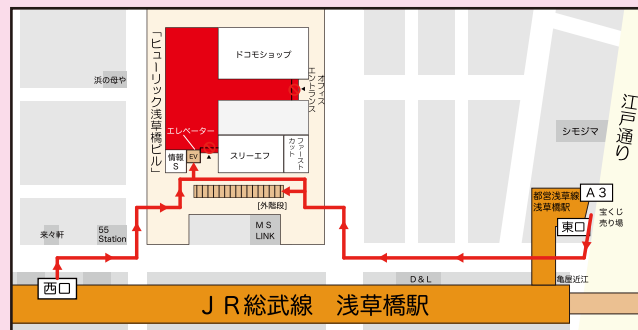 ドコモショップ
オフィス
エントランス
「ヒューリック浅草橋ビル」
浜の母や
江戸通り
エレベーター
シモジマ
情報
S
EV
スリーエフ
ファースト
カット
[外階段]
都営浅草線
浅草橋駅
A3
東口
宝くじ
売り場
来々軒
55
Station
MS
LINK
西口
D&L
亀屋近江
JR総武線 浅草橋駅